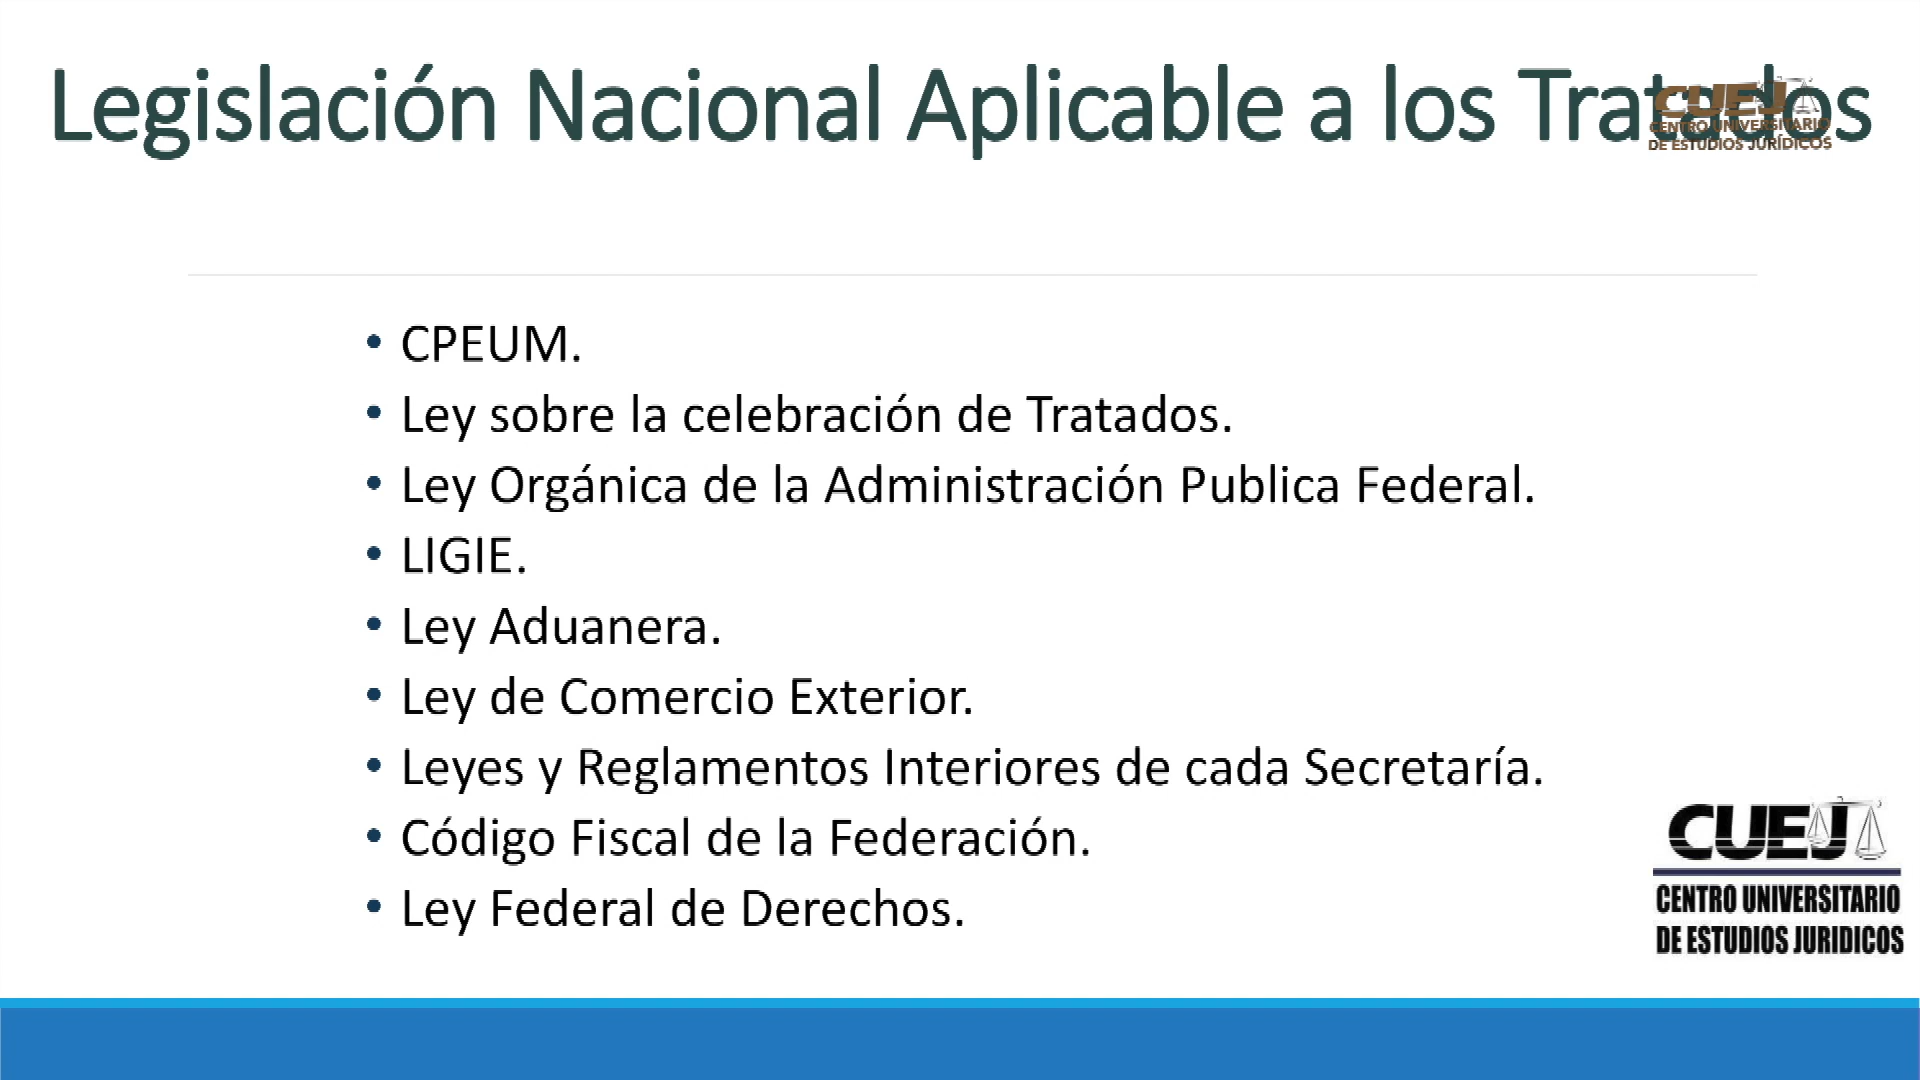 Legislación Nacional Aplicable a los Tratados
CUEJ
CENTRO UNIVERSITARIO
DE ESTUDIOS JURÍDICOS
• CPEUM.
• Ley sobre la celebración de Tratados.
• Ley Orgánica de la Administración Publica Federal.
• LIGIE.
• Ley Aduanera.
• Ley de Comercio Exterior.
• Leyes y Reglamentos Interiores de cada Secretaría.
• Código Fiscal de la Federación.
• Ley Federal de Derechos.
CUEJ
CENTRO UNIVERSITARIO
DE ESTUDIOS JURIDICOS